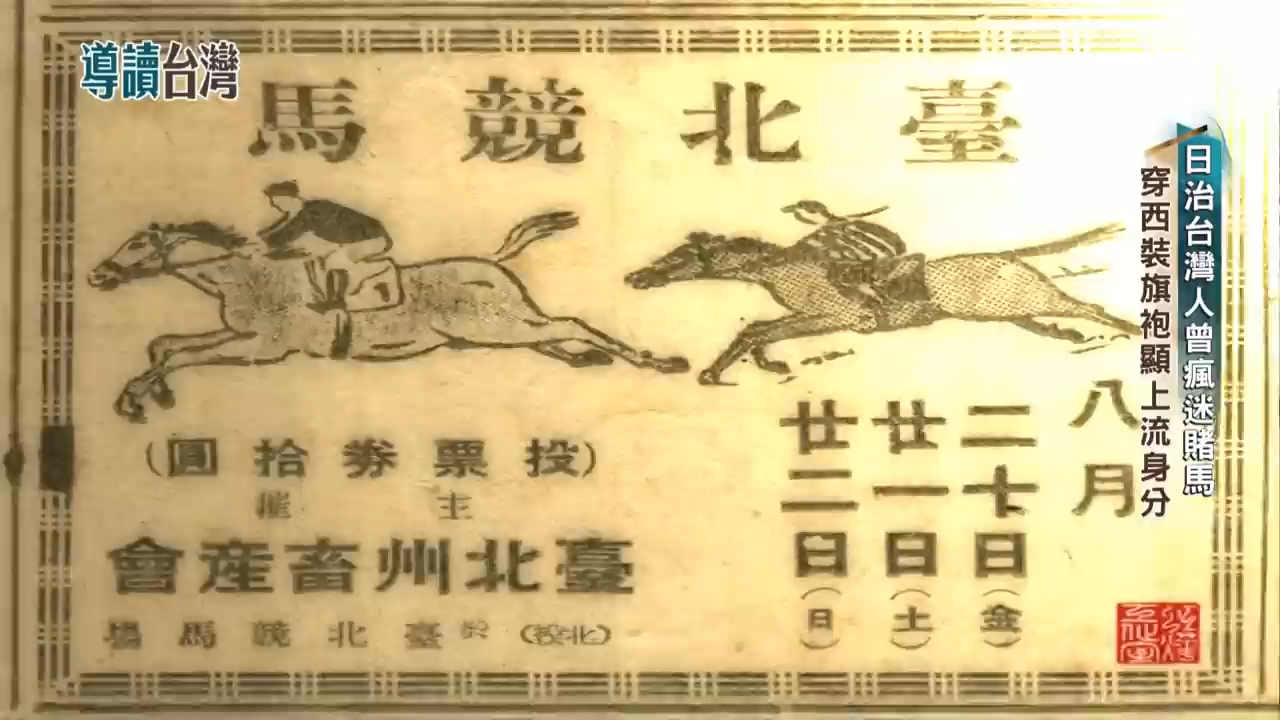 導讀台灣
日治台灣人曾瘋迷賭馬
穿西裝旗袍顯上流身分
臺北競馬
八月
二十日(金)
廿一日(土)
廿二日(日)
(投票券拾圓)
主催
臺北州畜産會
(北投)於臺北競馬場